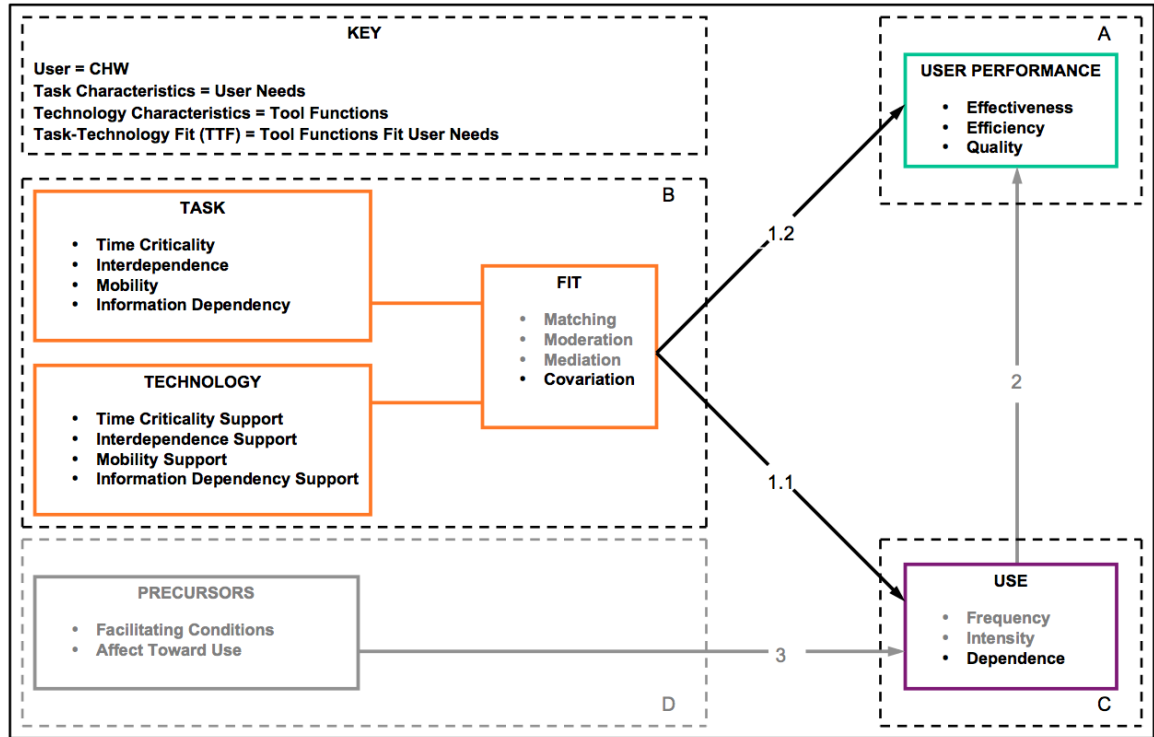 KEY
User = CHW
Task Characteristics = User Needs
Technology Characteristics = Tool Functions
Task-Technology Fit (TTF) = Tool Functions Fit User Needs
A
USER PERFORMANCE
• Effectiveness
• Efficiency
• Quality
B
TASK
• Time Criticality
• Interdependence
• Mobility
• Information Dependency
FIT
• Matching
• Moderation
• Mediation
• Covariation
TECHNOLOGY
• Time Criticality Support
• Interdependence Support
• Mobility Support
• Information Dependency Support
1.2
1.1
2
PRECURSORS
• Facilitating Conditions
• Affect Toward Use
D
3
USE
• Frequency
• Intensity
• Dependence
C